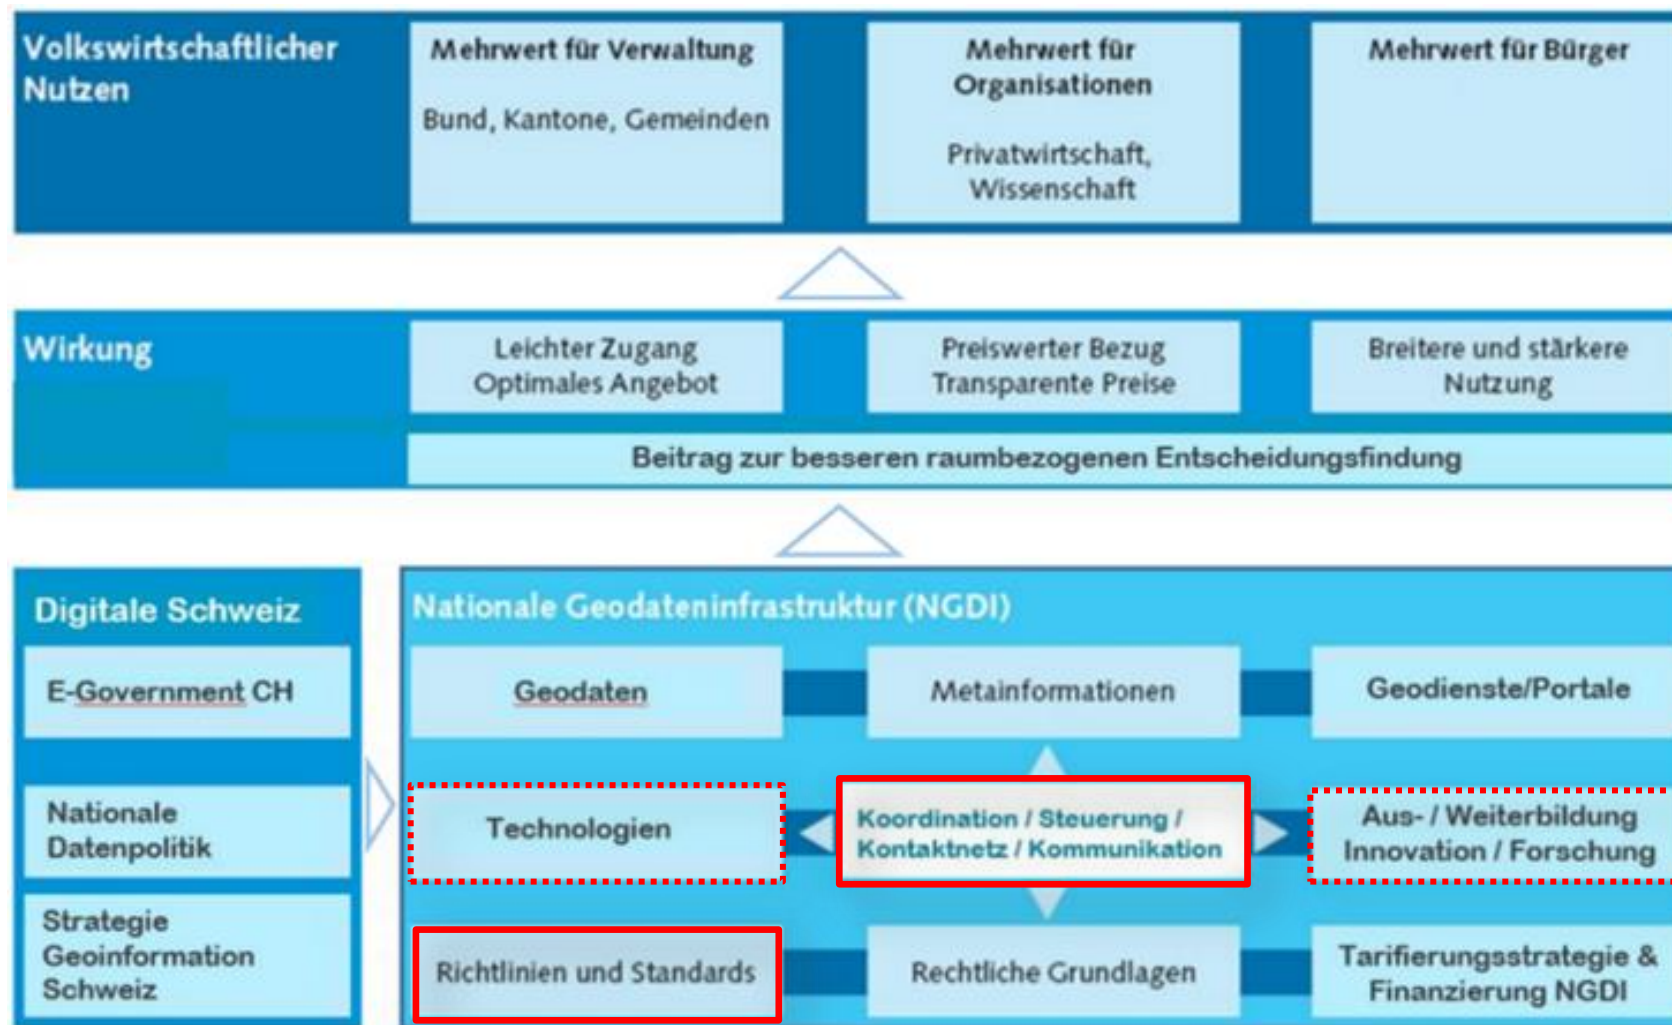 Volkswirtschaftlicher
Nutzen
Mehrwert für Verwaltung
Bund, Kantone, Gemeinden
Mehrwert für
Organisationen
Privatwirtschaft,
Wissenschaft
Mehrwert für Bürger
Wirkung
Leichter Zugang
Optimales Angebot
Preiswerter Bezug
Transparente Preise
Breitere und stärkere
Nutzung
Beitrag zur besseren raumbezogenen Entscheidungsfindung
Digitale Schweiz
E-Government CH
Nationale
Datenpolitik
Strategie
Geoinformation
Schweiz
Nationale Geodateninfrastruktur (NGDI)
Geodaten
Metainformationen
Geodienste/Portale
Technologien
Koordination / Steuerung /
Kontaktnetz / Kommunikation
Aus- / Weiterbildung
Innovation / Forschung
Richtlinien und Standards
Rechtliche Grundlagen
Tarifierungsstrategie &
Finanzierung NGDI